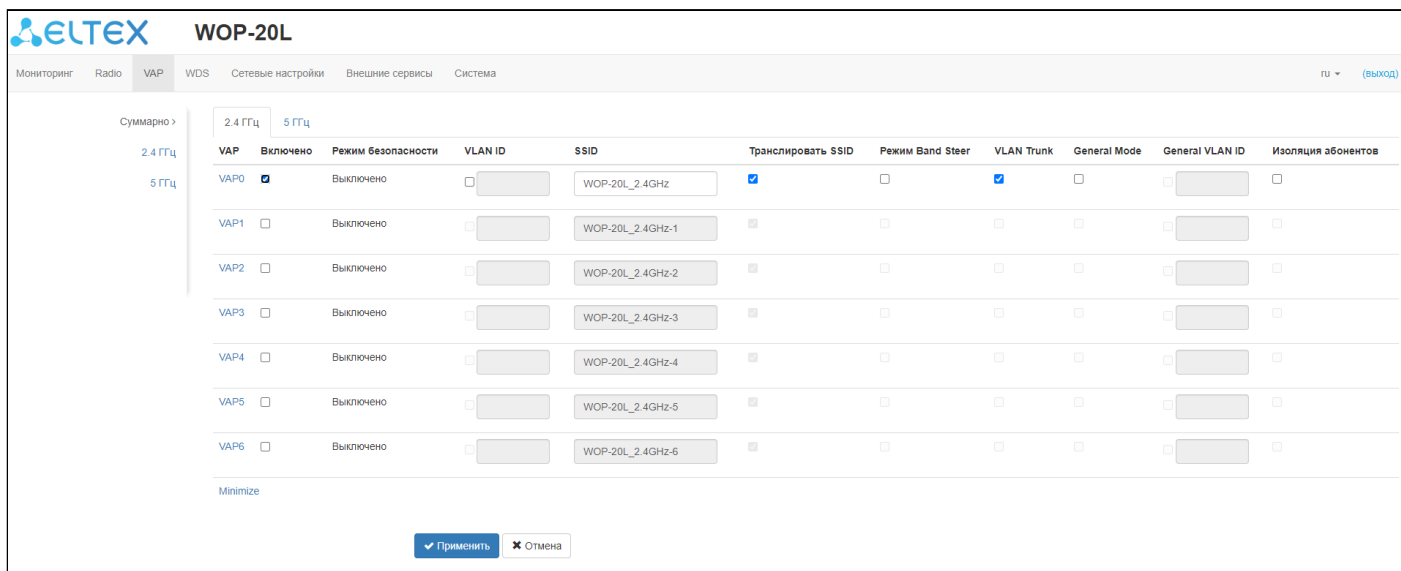 ELTEX WOP-20L
Мониторинг Radio VAP WDS Сетевые настройки Внешние сервисы Система ru (выход)
Суммарно >
2.4 ГГц
5 ГГц
2.4 ГГц 5 ГГц
VAP Включено Режим безопасности VLAN ID SSID Транслировать SSID Режим Band Steer VLAN Trunk General Mode General VLAN ID Изоляция абонентов
VAP0 Выключено WOP-20L_2.4GHz
VAP1 Выключено WOP-20L_2.4GHz-1
VAP2 Выключено WOP-20L_2.4GHz-2
VAP3 Выключено WOP-20L_2.4GHz-3
VAP4 Выключено WOP-20L_2.4GHz-4
VAP5 Выключено WOP-20L_2.4GHz-5
VAP6 Выключено WOP-20L_2.4GHz-6
Minimize
Применить Отмена